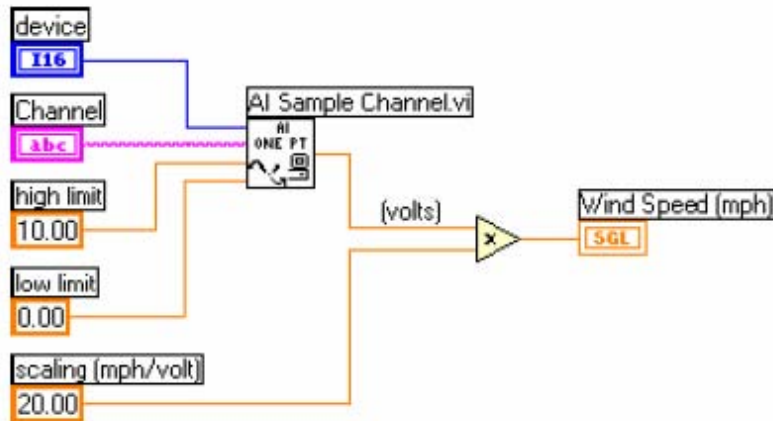 device
I16
Channel
abc
AI Sample Channel.vi
AI
ONE PT
high limit
10.00
low limit
0.00
scaling (mph/volt)
20.00
(volts)
x
Wind Speed (mph)
SGL